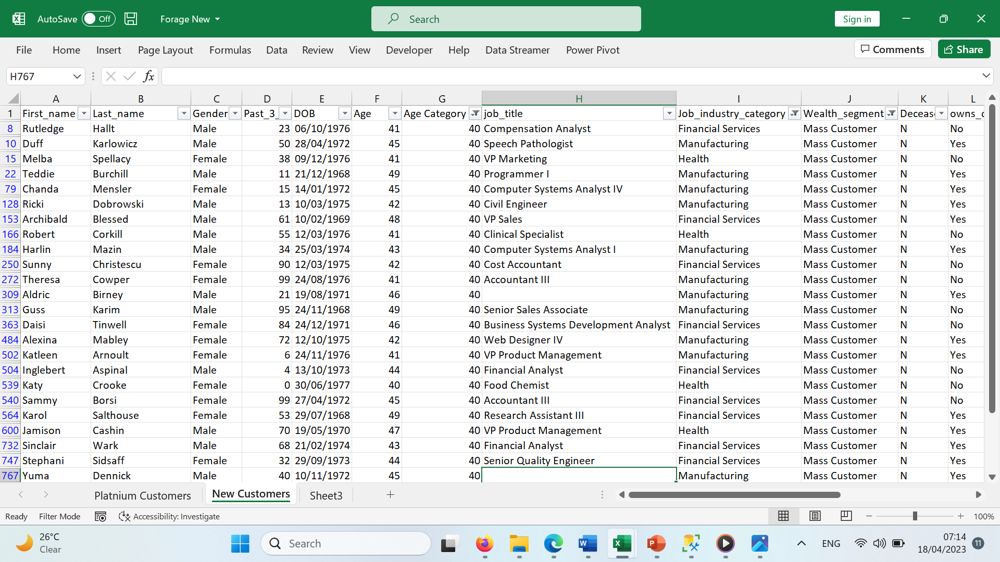 AutoSave Off Forage New Search Sign in
File Home Insert Page Layout Formulas Data Review View Developer Help Data Streamer Power Pivot Comments Share
H767 fx
A B C D E F G H I J K L
1 First_name Last_name Gender Past_3_ DOB Age Age Category job_title Job_industry_category Wealth_segment Deceas owns_c
8 Rutledge Hallt Male 23 06/10/1976 41 40 Compensation Analyst Financial Services Mass Customer N No
10 Duff Karlowicz Male 50 28/04/1972 45 40 Speech Pathologist Manufacturing Mass Customer N Yes
15 Melba Spellacy Female 38 09/12/1976 41 40 VP Marketing Health Mass Customer N No
22 Teddie Burchill Male 11 21/12/1968 49 40 Programmer I Manufacturing Mass Customer N Yes
79 Chanda Mensler Female 15 14/01/1972 45 40 Computer Systems Analyst IV Manufacturing Mass Customer N Yes
128 Ricki Dobrowski Male 13 10/03/1975 42 40 Civil Engineer Manufacturing Mass Customer N Yes
153 Archibald Blessed Male 61 10/02/1969 48 40 VP Sales Financial Services Mass Customer N Yes
166 Robert Corkill Male 55 12/03/1976 41 40 Clinical Specialist Health Mass Customer N No
184 Harlin Mazin Male 34 25/03/1974 43 40 Computer Systems Analyst I Manufacturing Mass Customer N Yes
250 Sunny Christescu Female 90 12/03/1975 42 40 Cost Accountant Financial Services Mass Customer N No
272 Theresa Cowper Female 99 24/08/1976 41 40 Accountant III Manufacturing Mass Customer N No
309 Aldric Birney Male 21 19/08/1971 46 40 Manufacturing Mass Customer N Yes
313 Guss Karim Male 95 24/11/1968 49 40 Senior Sales Associate Manufacturing Mass Customer N No
363 Daisi Tinwell Female 84 24/12/1971 46 40 Business Systems Development Analyst Financial Services Mass Customer N No
484 Alexina Mabley Female 72 12/10/1975 42 40 Web Designer IV Manufacturing Mass Customer N Yes
502 Katleen Arnoult Female 6 24/11/1976 41 40 VP Product Management Manufacturing Mass Customer N Yes
504 Inglebert Aspinal Male 4 13/10/1973 44 40 Financial Analyst Financial Services Mass Customer N No
539 Katy Crooke Female 0 30/06/1977 40 40 Food Chemist Health Mass Customer N No
540 Sammy Borsi Female 99 27/04/1972 45 40 Accountant III Financial Services Mass Customer N No
564 Karol Salthouse Female 53 29/07/1968 49 40 Research Assistant III Financial Services Mass Customer N Yes
600 Jamison Cashin Male 70 19/05/1970 47 40 VP Product Management Health Mass Customer N Yes
732 Sinclair Wark Male 68 21/02/1974 43 40 Financial Analyst Financial Services Mass Customer N Yes
747 Stephani Sidsaff Female 32 29/09/1973 44 40 Senior Quality Engineer Financial Services Mass Customer N Yes
767 Yuma Dennick Male 40 10/11/1972 45 40 Manufacturing Mass Customer N Yes
Platnium Customers New Customers Sheet3
Ready Filter Mode Accessibility: Investigate 100%
26°C
Clear
Search
ENG
07:14
18/04/2023
11